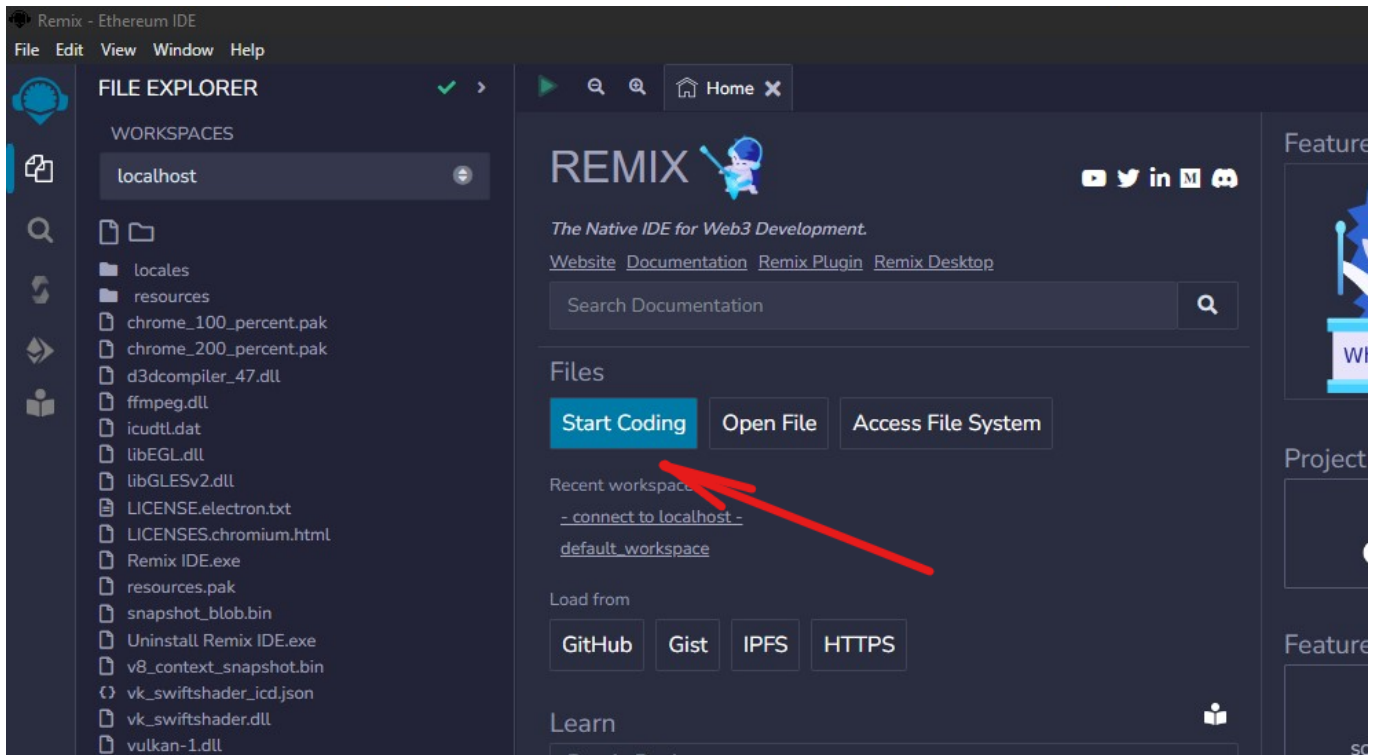 Remix - Ethereum IDE
File Edit View Window Help
FILE EXPLORER
WORKSPACES
localhost
locales
resources
chrome_100_percent.pak
chrome_200_percent.pak
d3dcompiler_47.dll
ffmpeg.dll
icudtl.dat
libEGL.dll
libGLESv2.dll
LICENSE.electron.txt
LICENSES.chromium.html
Remix IDE.exe
resources.pak
snapshot_blob.bin
Uninstall Remix IDE.exe
v8_context_snapshot.bin
vk_swiftshader_icd.json
vk_swiftshader.dll
vulkan-1.dll
Home
REMIX
The Native IDE for Web3 Development.
Website Documentation Remix Plugin Remix Desktop
Search Documentation
Files
Start Coding Open File Access File System
Recent workspace
- connect to localhost -
default_workspace
Load from
GitHub Gist IPFS HTTPS
Learn
Feature
Wh
Project
Feature